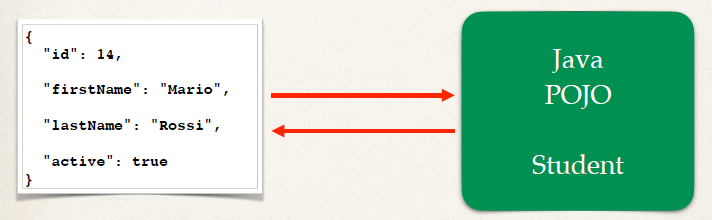 {
"id": 14,
"firstName": "Mario",
"lastName": "Rossi",
"active": true
}
Java
POJO
Student